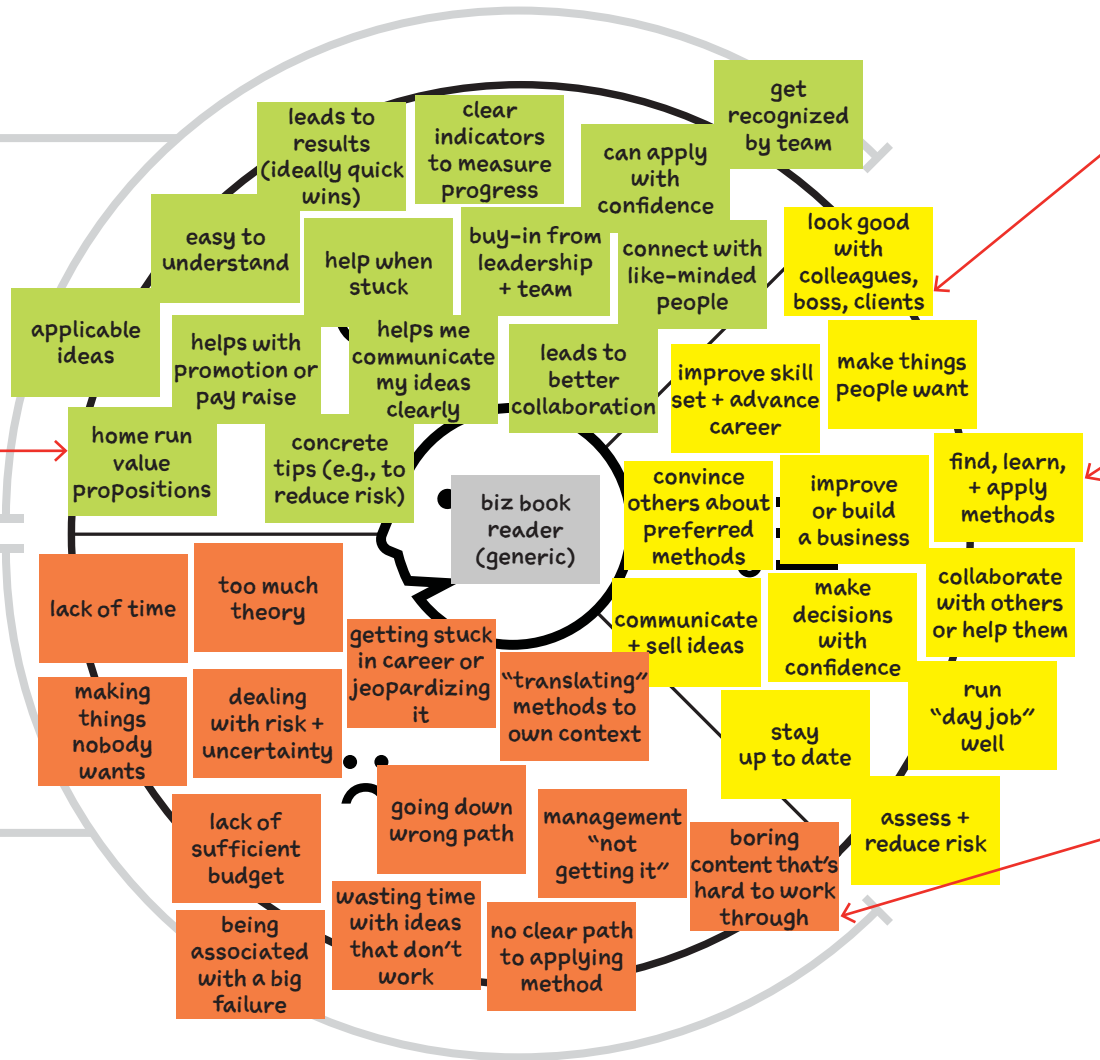 get
recognized
by team
leads to
results
(ideally quick
wins)
clear
indicators
to measure
progress
can apply
with
confidence
easy to
understand
help when
stuck
buy-in from
leadership
+ team
connect with
like-minded
people
applicable
ideas
helps with
promotion or
pay raise
helps me
communicate
my ideas
clearly
leads to
better
collaboration
home run
value
propositions
concrete
tips (e.g., to
reduce risk)
biz book
reader
(generic)
look good
with
colleagues,
boss, clients
improve skill
set + advance
career
make things
people want
convince
others about
preferred
methods
improve
or build
a business
find, learn,
+ apply
methods
communicate
+ sell ideas
make
decisions
with
confidence
collaborate
with others
or help them
stay
up to date
run
“day job”
well
assess +
reduce risk
lack of time
too much
theory
getting stuck
in career or
jeopardizing
it
“translating”
methods to
own context
making
things
nobody
wants
dealing
with risk +
uncertainty
going down
wrong path
lack of
sufficient
budget
management
“not
getting it”
boring
content that's
hard to work
through
being
associated
with a big
failure
wasting time
with ideas
that don't
work
no clear path
to applying
method